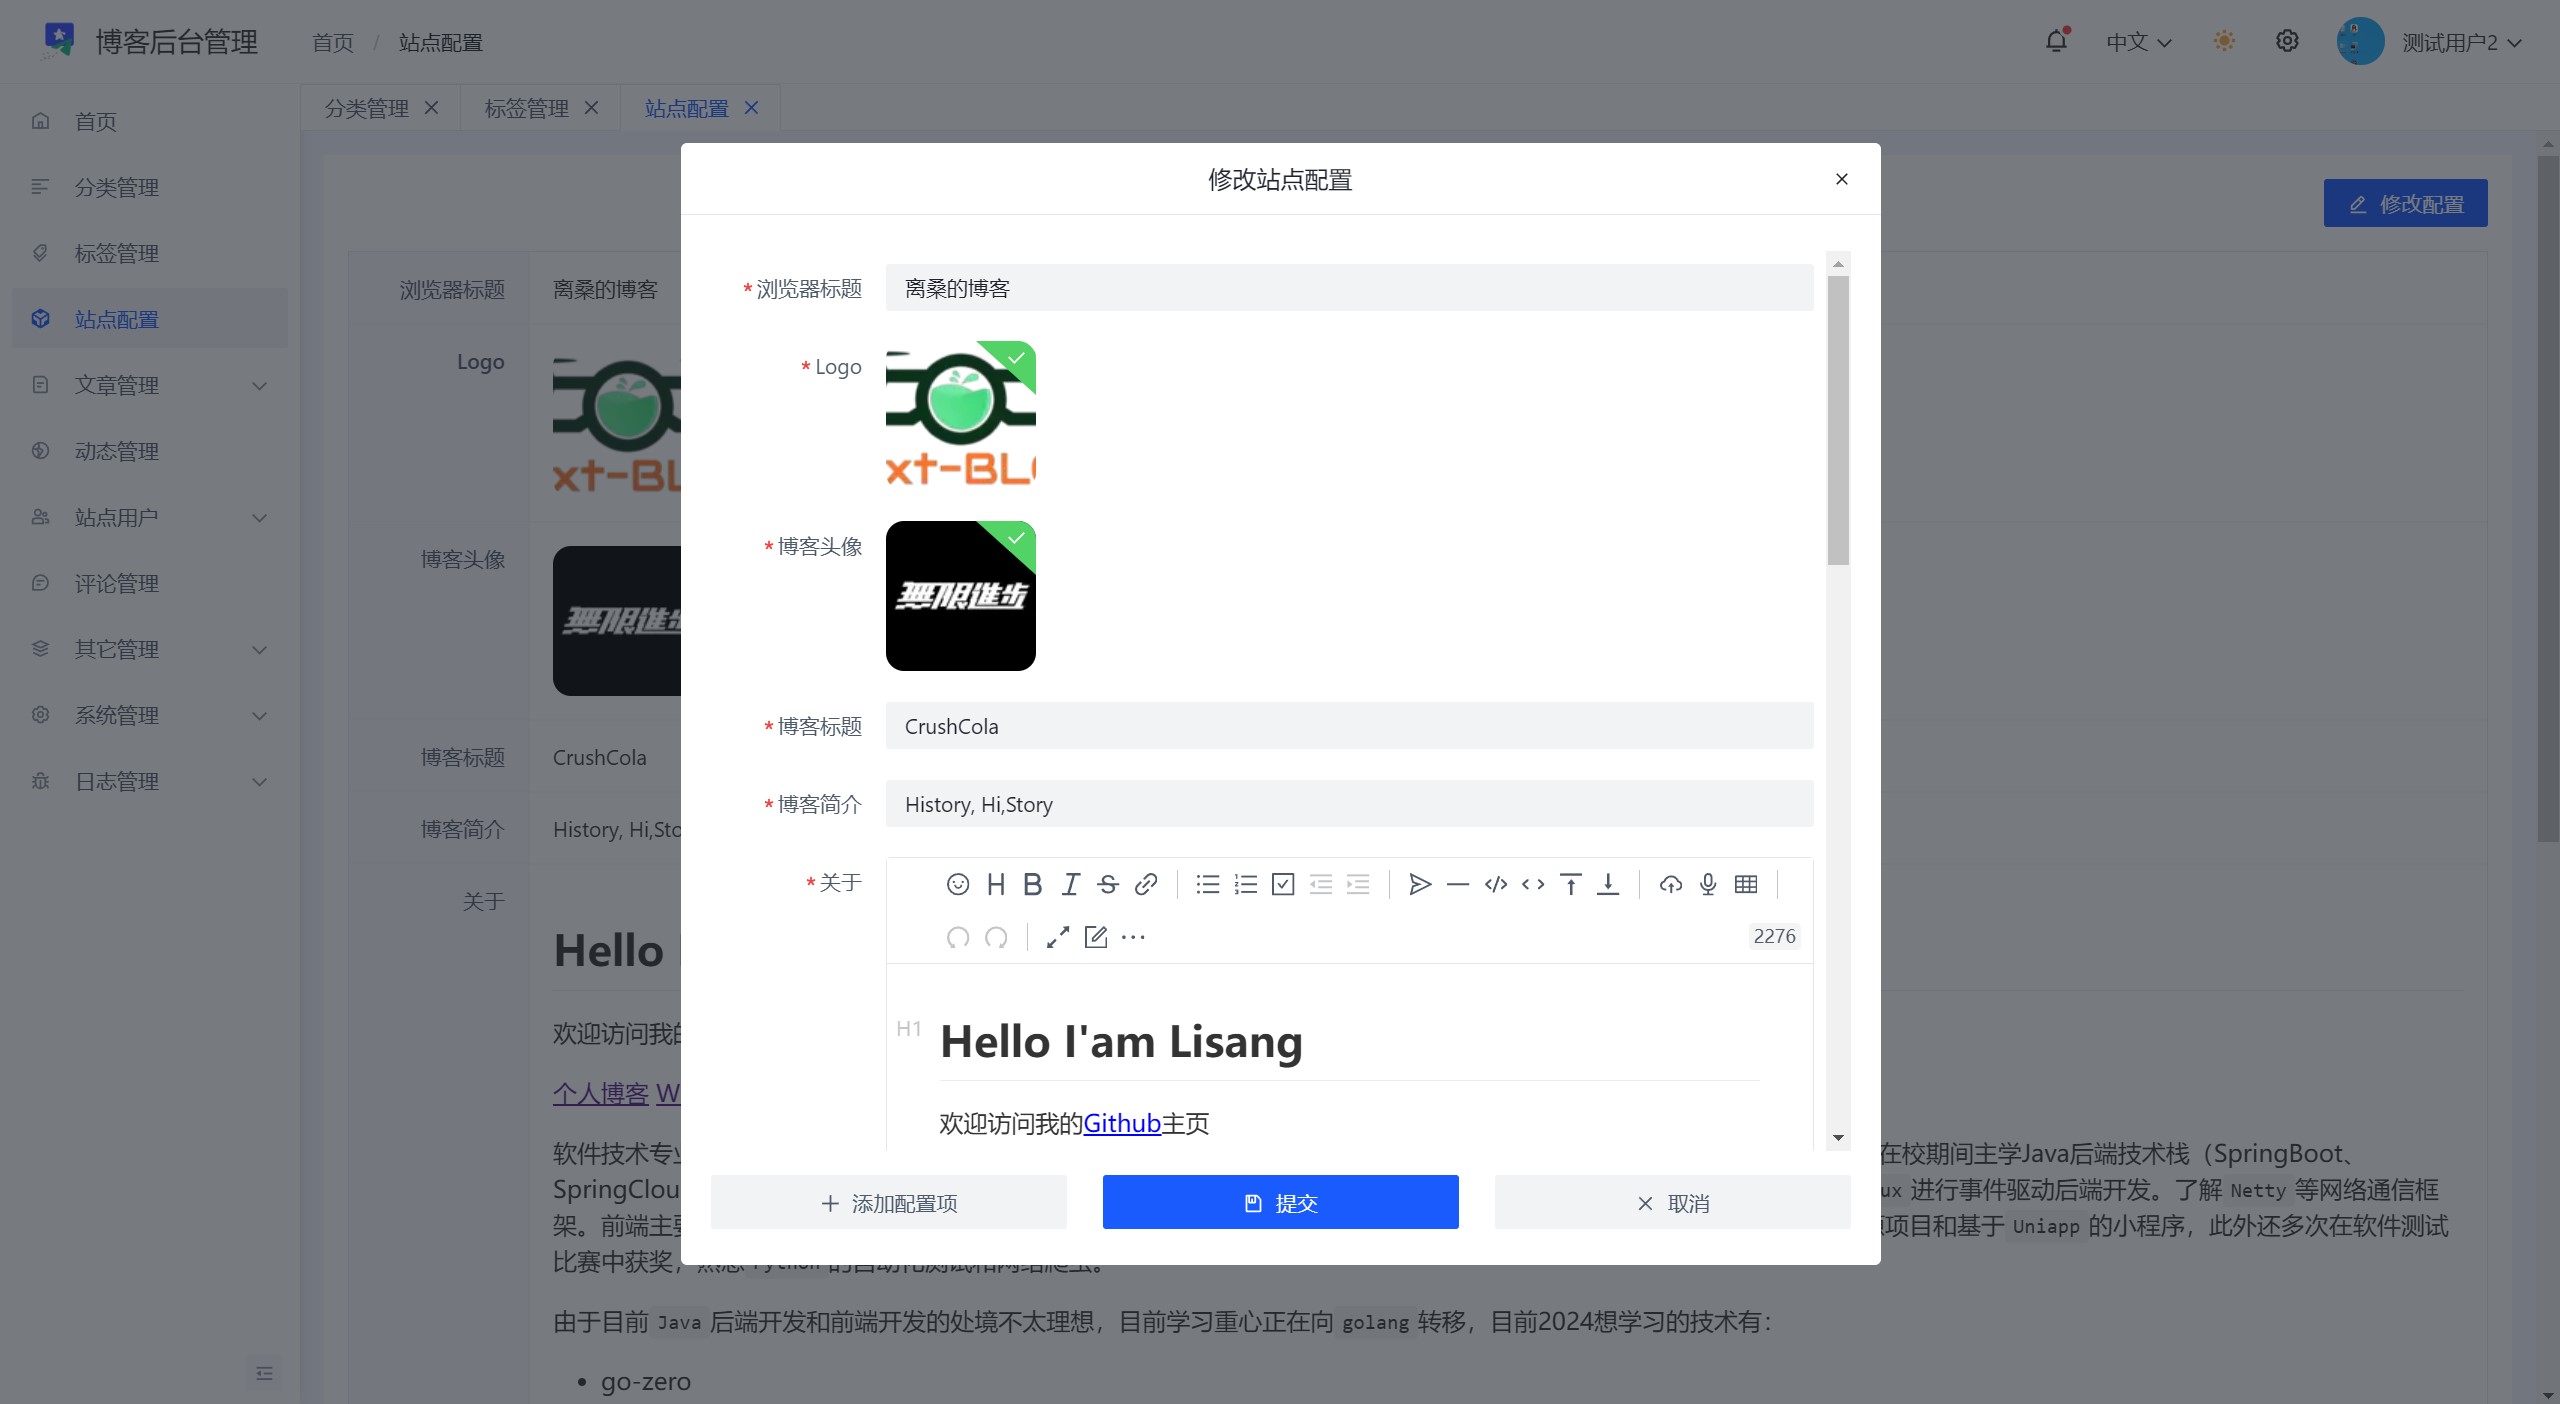 博客后台管理
首页 / 站点配置
中文
测试用户2
首页
分类管理
标签管理
站点配置
文章管理
动态管理
站点用户
评论管理
其它管理
系统管理
日志管理
分类管理
标签管理
站点配置
修改配置
浏览器标题 离桑的博客
Logo
xt-BL
博客头像
無限進步
博客标题 CrushCola
博客简介 History, Hi,Sto
关于
Hello
欢迎访问我的
个人博客 W
软件技术专业
在校期间主学Java后端技术栈（SpringBoot、
SpringClou
ux 进行事件驱动后端开发。了解 Netty 等网络通信框
架。前端主要
项目和基于 Uniapp 的小程序，此外还多次在软件测试
比赛中获奖，
由于目前 Java 后端开发和前端开发的处境不太理想，目前学习重心正在向 golang 转移，目前2024想学习的技术有：
• go-zero
修改站点配置
* 浏览器标题 离桑的博客
* Logo
xt-BL
* 博客头像
無限進步
* 博客标题 CrushCola
* 博客简介 History, Hi,Story
* 关于
2276
H1 Hello I'am Lisang
欢迎访问我的Github主页
添加配置项
提交
取消